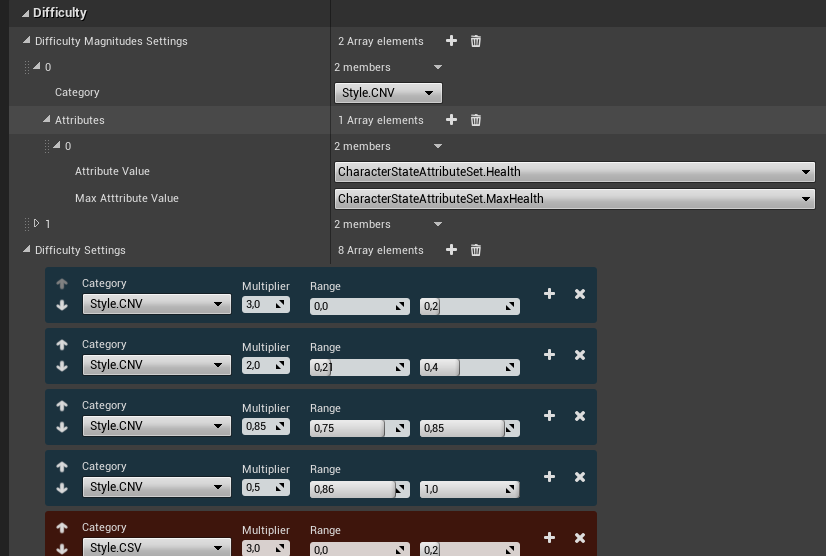 Difficulty
Difficulty Magnitudes Settings 2 Array elements
0 2 members
Category Style.CNV
Attributes 1 Array elements
0 2 members
Attribute Value CharacterStateAttributeSet.Health
Max Atttribute Value CharacterStateAttributeSet.MaxHealth
1 2 members
Difficulty Settings 8 Array elements
Category Multiplier Range
Style.CNV 3,0 0,0 0,2
Category Multiplier Range
Style.CNV 2,0 0,21 0,4
Category Multiplier Range
Style.CNV 0,85 0,75 0,85
Category Multiplier Range
Style.CNV 0,5 0,86 1,0
Category Multiplier Range
Style.CSV 3,0 0,0 0,2